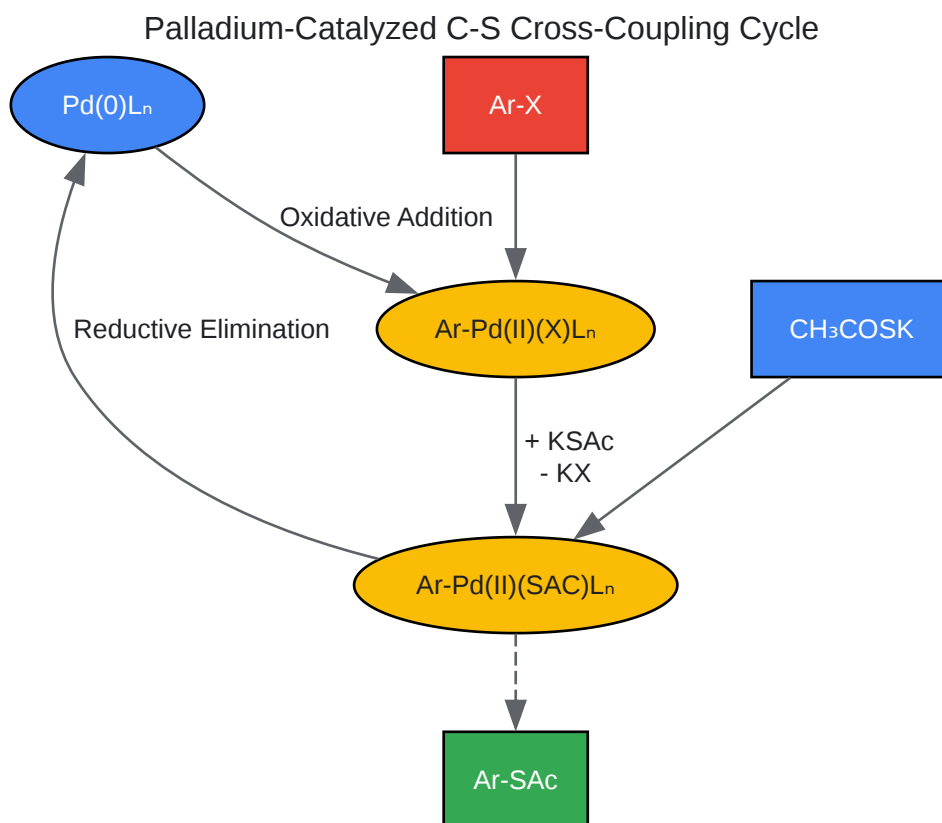 Palladium-Catalyzed C-S Cross-Coupling Cycle
Pd(0)Lₙ
Ar-X
Oxidative Addition
Reductive Elimination
Ar-Pd(II)(X)Lₙ
CH₃COSK
+ KSAc
- KX
Ar-Pd(II)(SAC)Lₙ
Ar-SAc